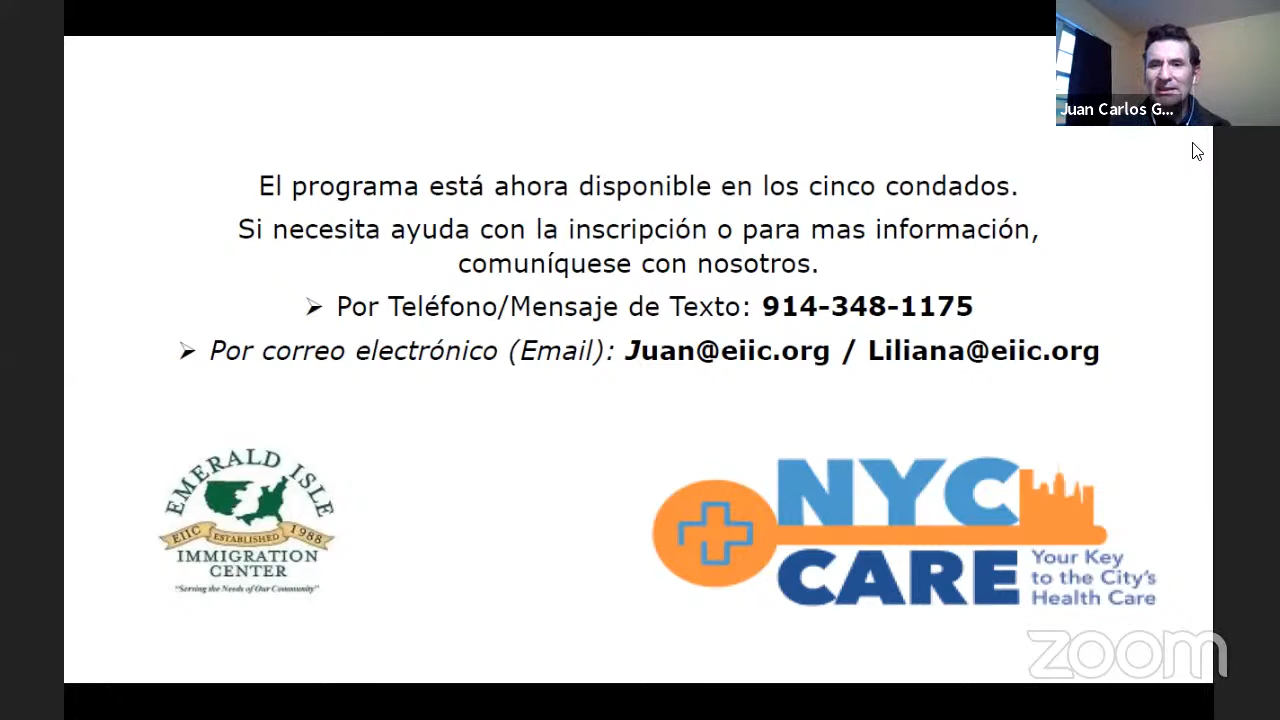 Juan Carlos G...
El programa está ahora disponible en los cinco condados.
Si necesita ayuda con la inscripción o para mas información,
comuníquese con nosotros.
➢ Por Teléfono/Mensaje de Texto: 914-348-1175
➢ Por correo electrónico (Email): Juan@eiic.org / Liliana@eiic.org
EMERALD ISLE
EIIC ESTABLISHED 1988
IMMIGRATION
CENTER
"Serving the Needs of Our Community"
NYC
CARE
Your Key
to the City's
Health Care
zoom